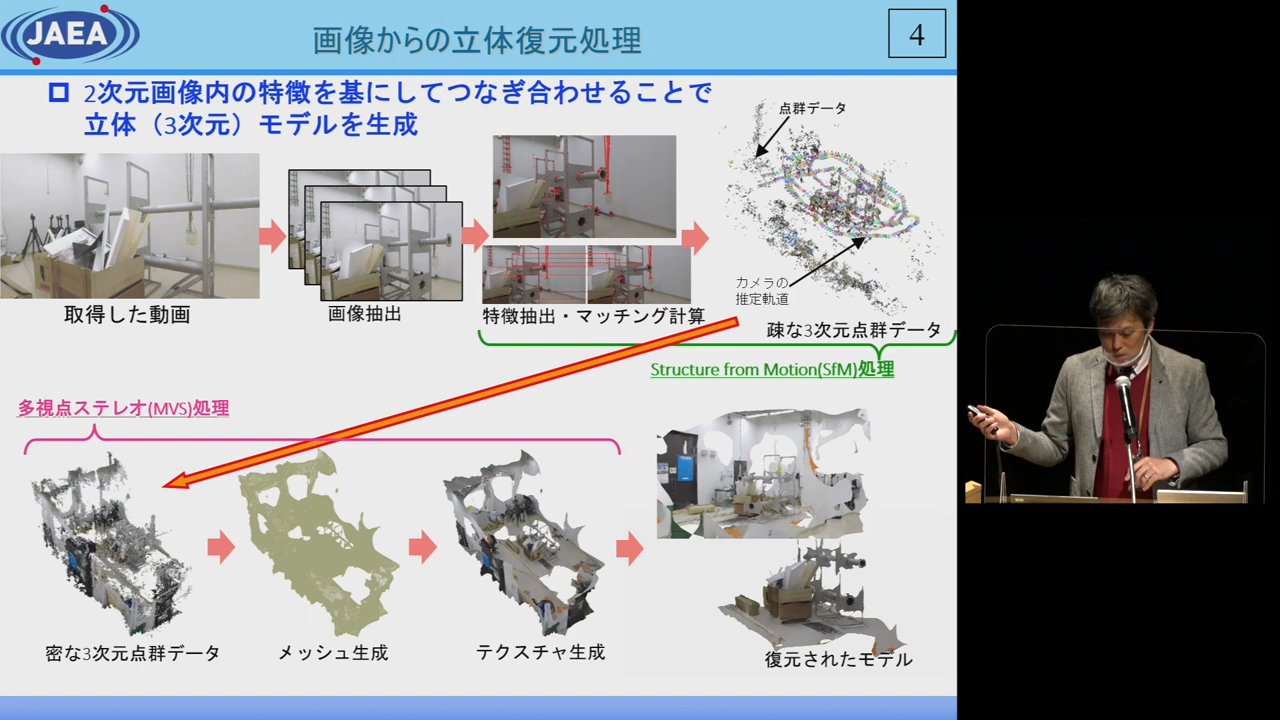 JAEA
画像からの立体復元処理
4
2次元画像内の特徴を基にしてつなぎ合わせることで
立体（3次元）モデルを生成
点群データ
カメラの
推定軌道
取得した動画
画像抽出
特徴抽出・マッチング計算
疎な3次元点群データ
Structure from Motion(SfM)処理
多視点ステレオ(MVS)処理
密な3次元点群データ
メッシュ生成
テクスチャ生成
復元されたモデル